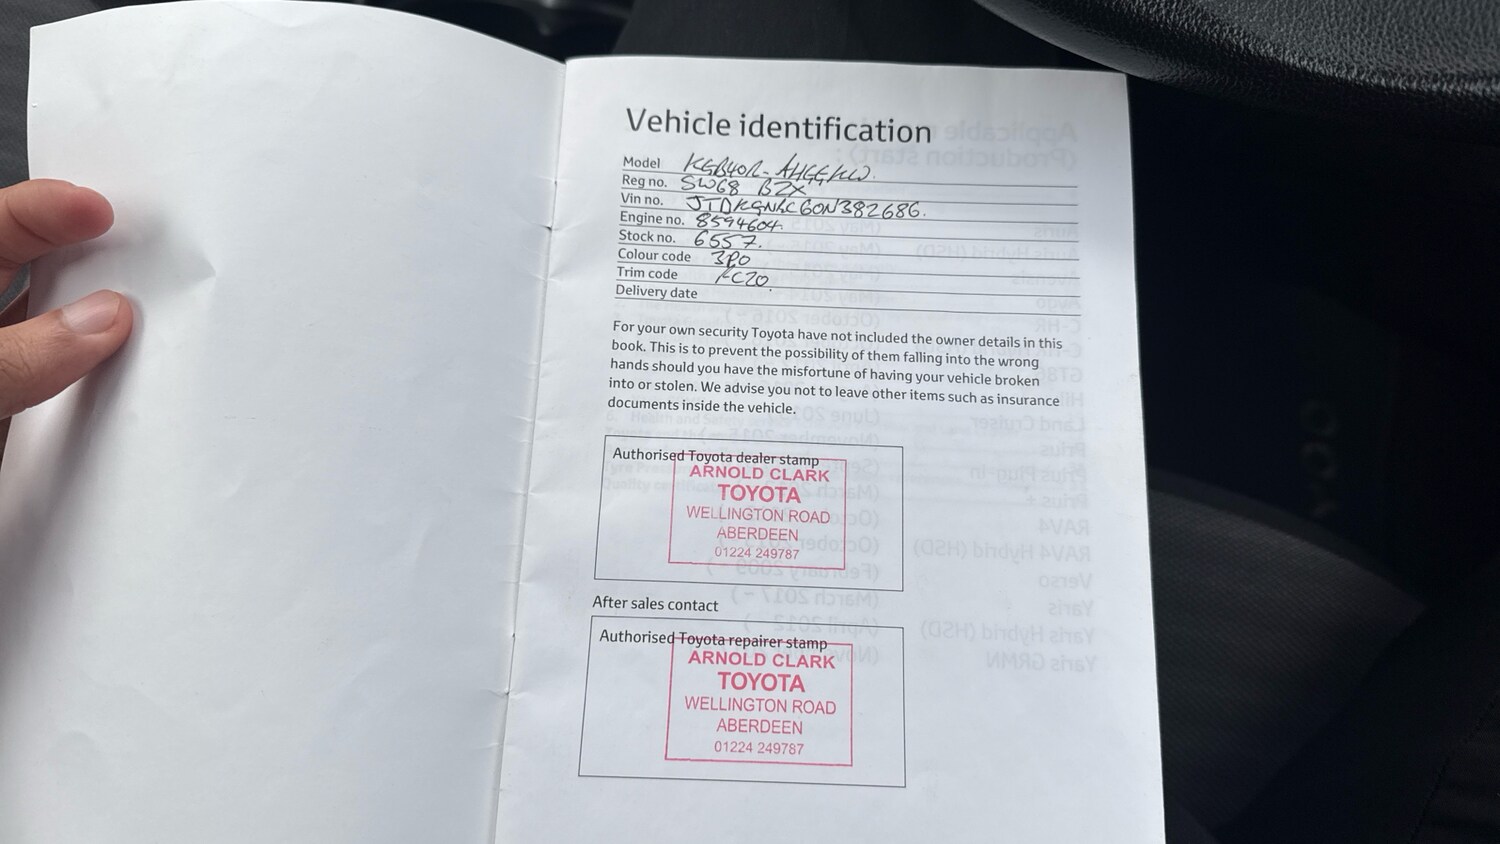 Vehicle identification
Model KGB40R-AHGGKW.
Reg no. SW68 BZX
Vin no. JTDKGNKC60N382686.
Engine no. 8594604.
Stock no. 6557.
Colour code 3P0
Trim code FC20.
Delivery date
For your own security Toyota have not included the owner details in this
book. This is to prevent the possibility of them falling into the wrong
hands should you have the misfortune of having your vehicle broken
into or stolen. We advise you not to leave other items such as insurance
documents inside the vehicle.
Authorised Toyota dealer stamp
ARNOLD CLARK
TOYOTA
WELLINGTON ROAD
ABERDEEN
01224 249787
After sales contact
Authorised Toyota repairer stamp
ARNOLD CLARK
TOYOTA
WELLINGTON ROAD
ABERDEEN
01224 249787